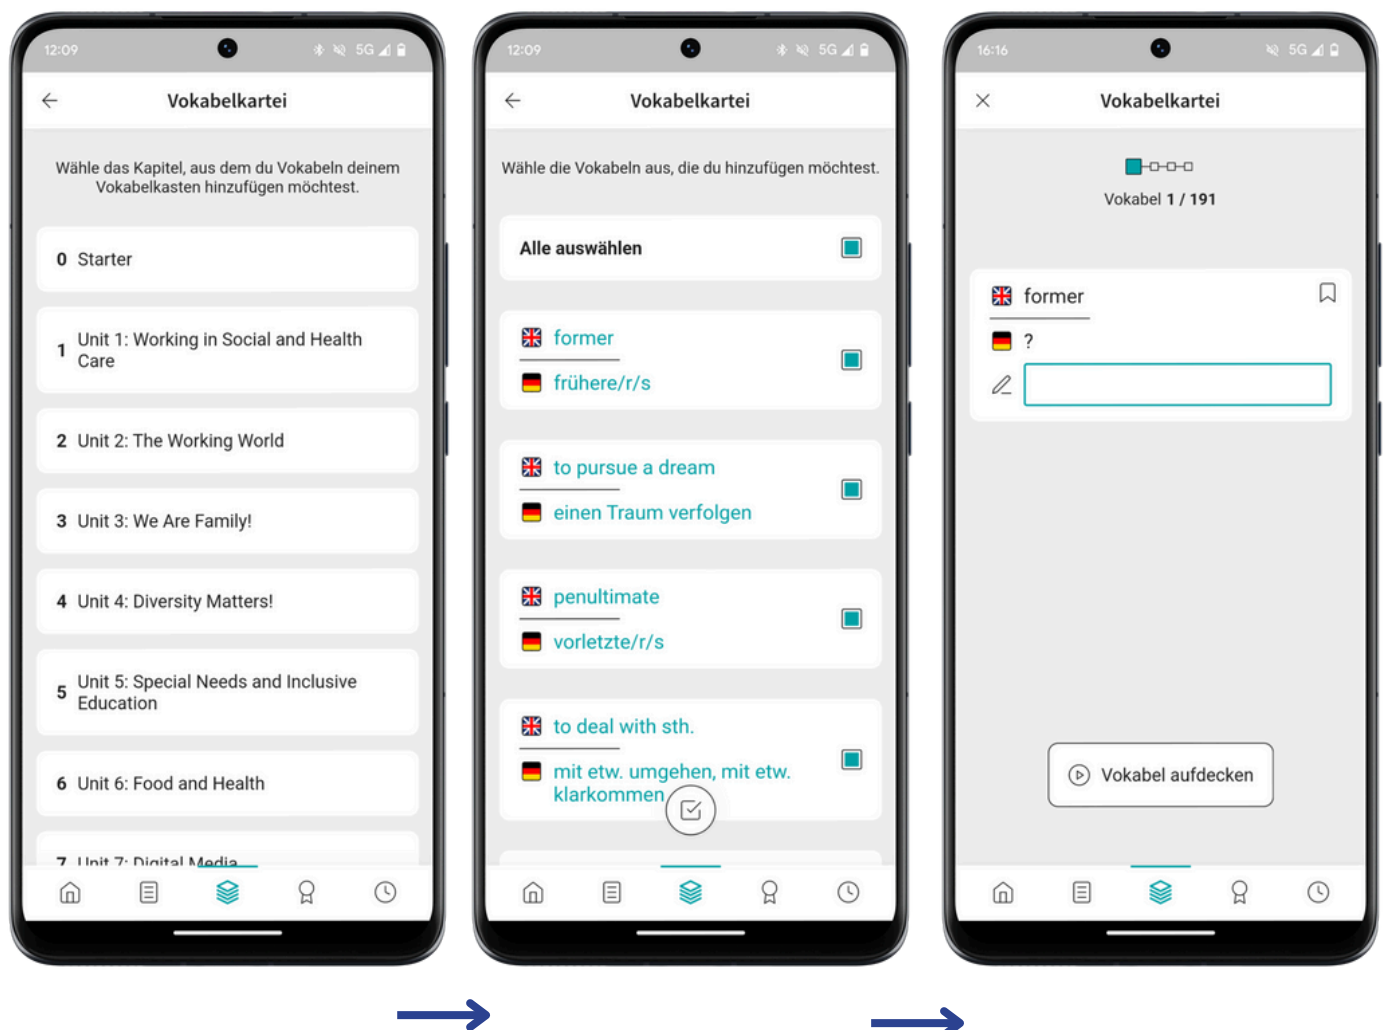 12:09
5G
Vokabelkartei
Wähle das Kapitel, aus dem du Vokabeln deinem
Vokabelkasten hinzufügen möchtest.
0 Starter
1 Unit 1: Working in Social and Health
Care
2 Unit 2: The Working World
3 Unit 3: We Are Family!
4 Unit 4: Diversity Matters!
5 Unit 5: Special Needs and Inclusive
Education
6 Unit 6: Food and Health
7 Unit 7: Digital Media
12:09
5G
Vokabelkartei
Wähle die Vokabeln aus, die du hinzufügen möchtest.
Alle auswählen
former
frühere/r/s
to pursue a dream
einen Traum verfolgen
penultimate
vorletzte/r/s
to deal with sth.
mit etw. umgehen, mit etw.
klarkommen
16:16
5G
Vokabelkartei
Vokabel 1 / 191
former
?
Vokabel aufdecken